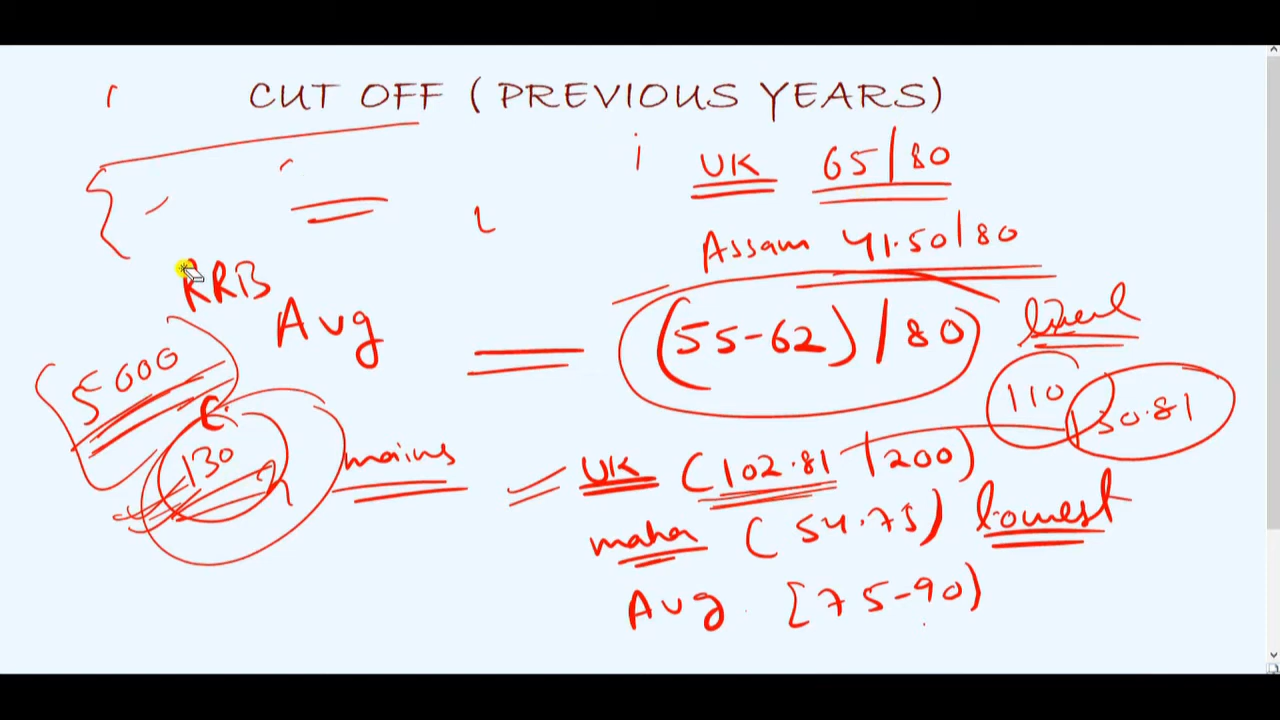 CUT OFF (PREVIOUS YEARS)
UK 65/80
Assam 41.50/80
RRB
Avg (55-62)/80
5000
110
130.81
130
mains UK (102.81/200)
maha (54.75) lowest
Avg [75-90)